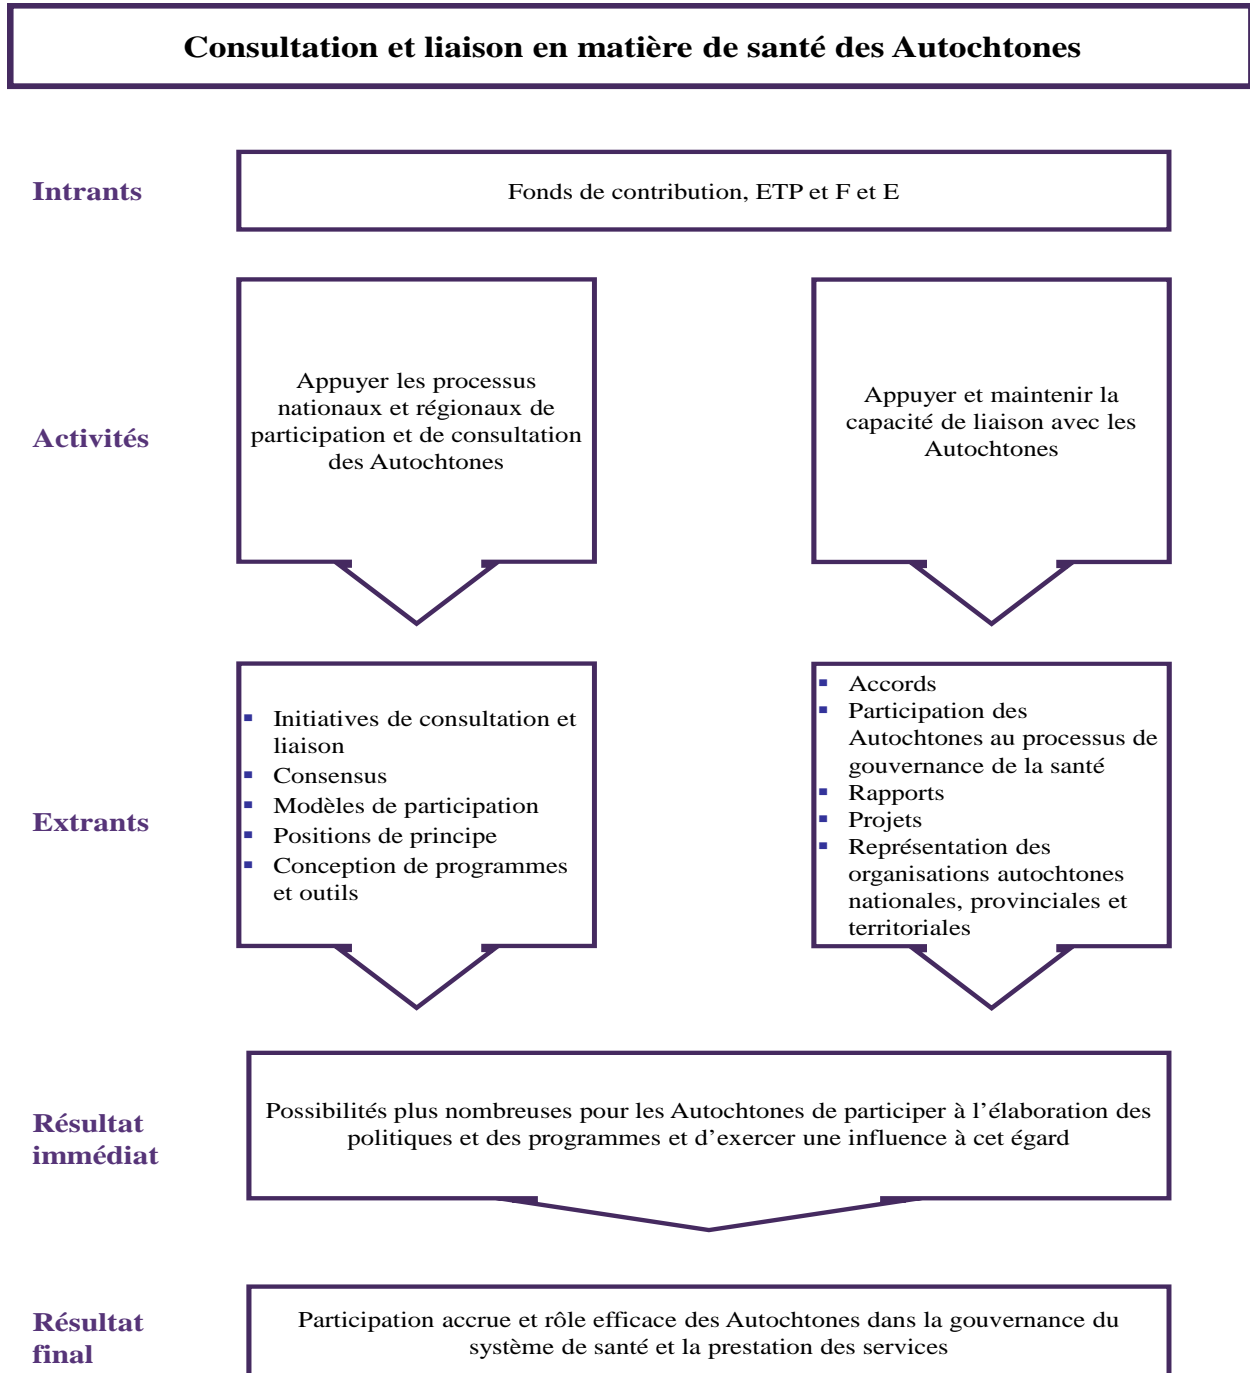 Consultation et liaison en matière de santé des Autochtones
Intrants
Fonds de contribution, ETP et F et E
Activités
Appuyer les processus
nationaux et régionaux de
participation et de consultation
des Autochtones
Appuyer et maintenir la
capacité de liaison avec les
Autochtones
Extrants
▪ Initiatives de consultation et
liaison
▪ Consensus
▪ Modèles de participation
▪ Positions de principe
▪ Conception de programmes
et outils
▪ Accords
▪ Participation des
Autochtones au processus de
gouvernance de la santé
▪ Rapports
▪ Projets
▪ Représentation des
organisations autochtones
nationales, provinciales et
territoriales
Résultat
immédiat
Possibilités plus nombreuses pour les Autochtones de participer à l’élaboration des
politiques et des programmes et d’exercer une influence à cet égard
Résultat
final
Participation accrue et rôle efficace des Autochtones dans la gouvernance du
système de santé et la prestation des services